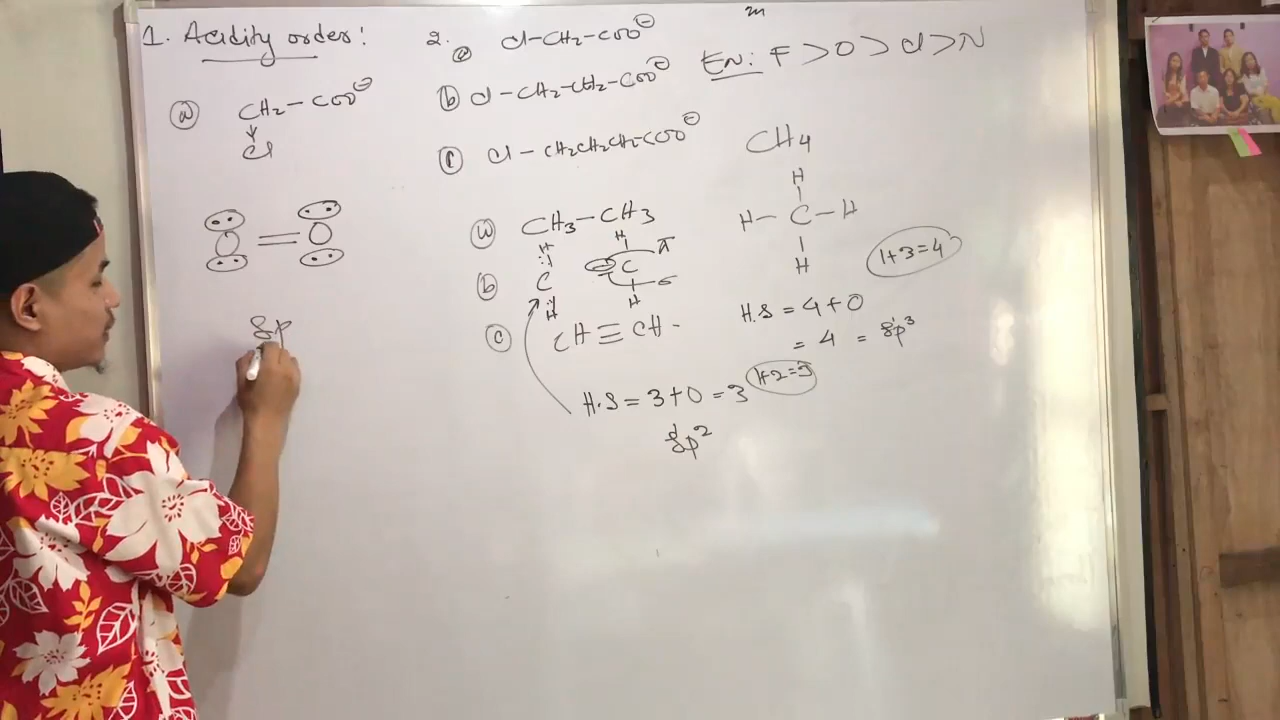 1. Acidity order:
(a) CH2 – COO⊖
Cl
O = O
sp
2.
(a) Cl–CH2–COO⊖
(b) Cl–CH2–CH2–COO⊖
(c) Cl – CH2CH2CH2–COO⊖
EN: F > O > Cl > N
(a) CH3–CH3
(b) H C H
H C π
σ
H
(c) CH ≡ CH
H.S = 3+0 = 3
sp2
1+2=3
CH4
H
H – C – H
H
1+3=4
H.S = 4+0
= 4 = sp3